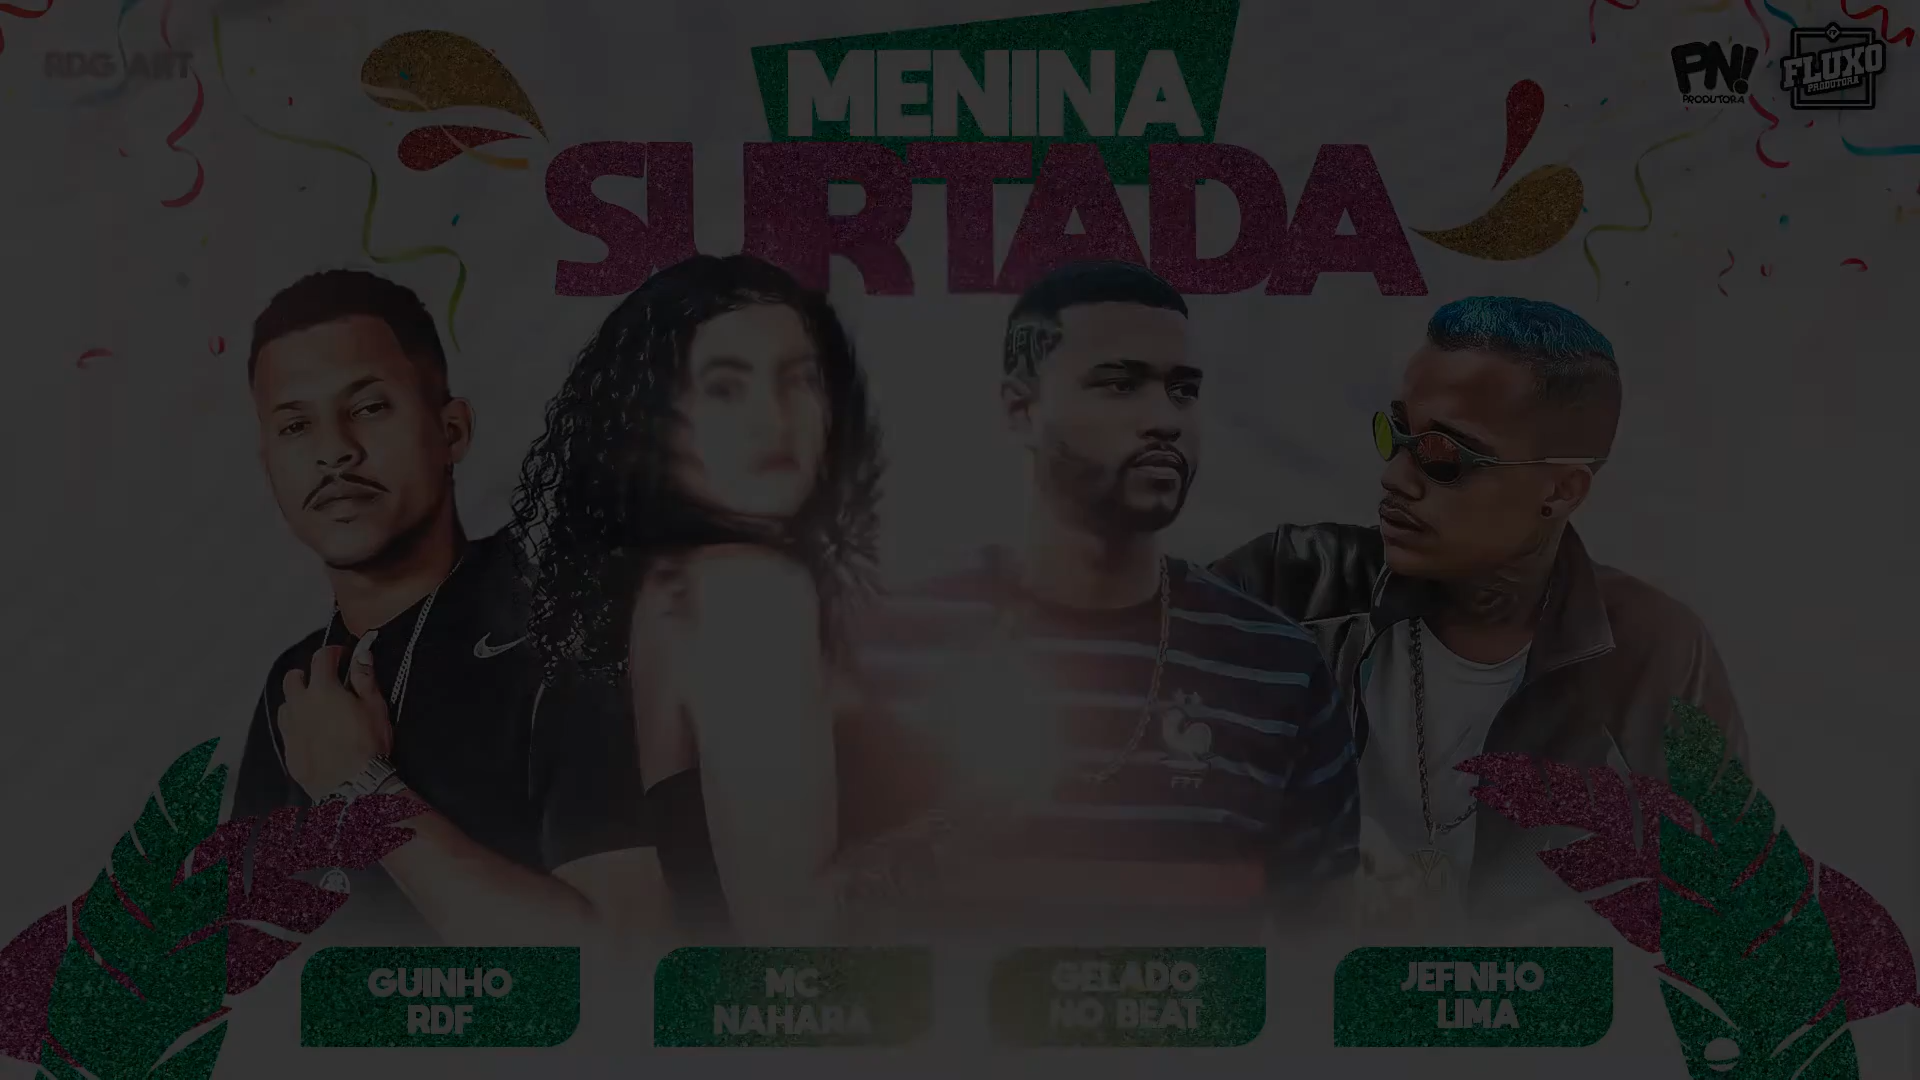 RDG ART
MENINA
SURTADA
PN!
PRODUTORA
FLUXO
PRODUTORA
GUINHO
RDF
MC
NAHARA
GELADO
NO BEAT
JEFINHO
LIMA